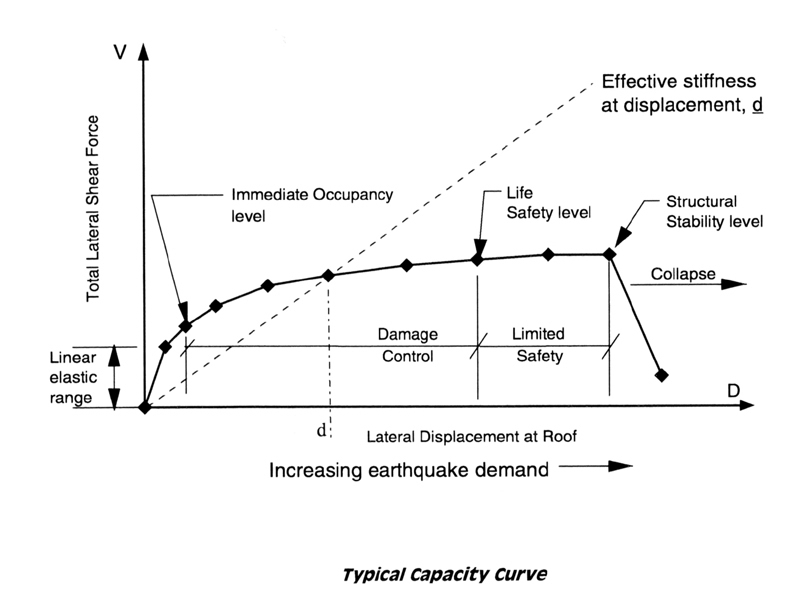 V
Effective stiffness
at displacement, d
Total Lateral Shear Force
Immediate Occupancy
level
Life
Safety level
Structural
Stability level
Collapse
Damage
Control
Limited
Safety
Linear
elastic
range
D
d
Lateral Displacement at Roof
Increasing earthquake demand
Typical Capacity Curve